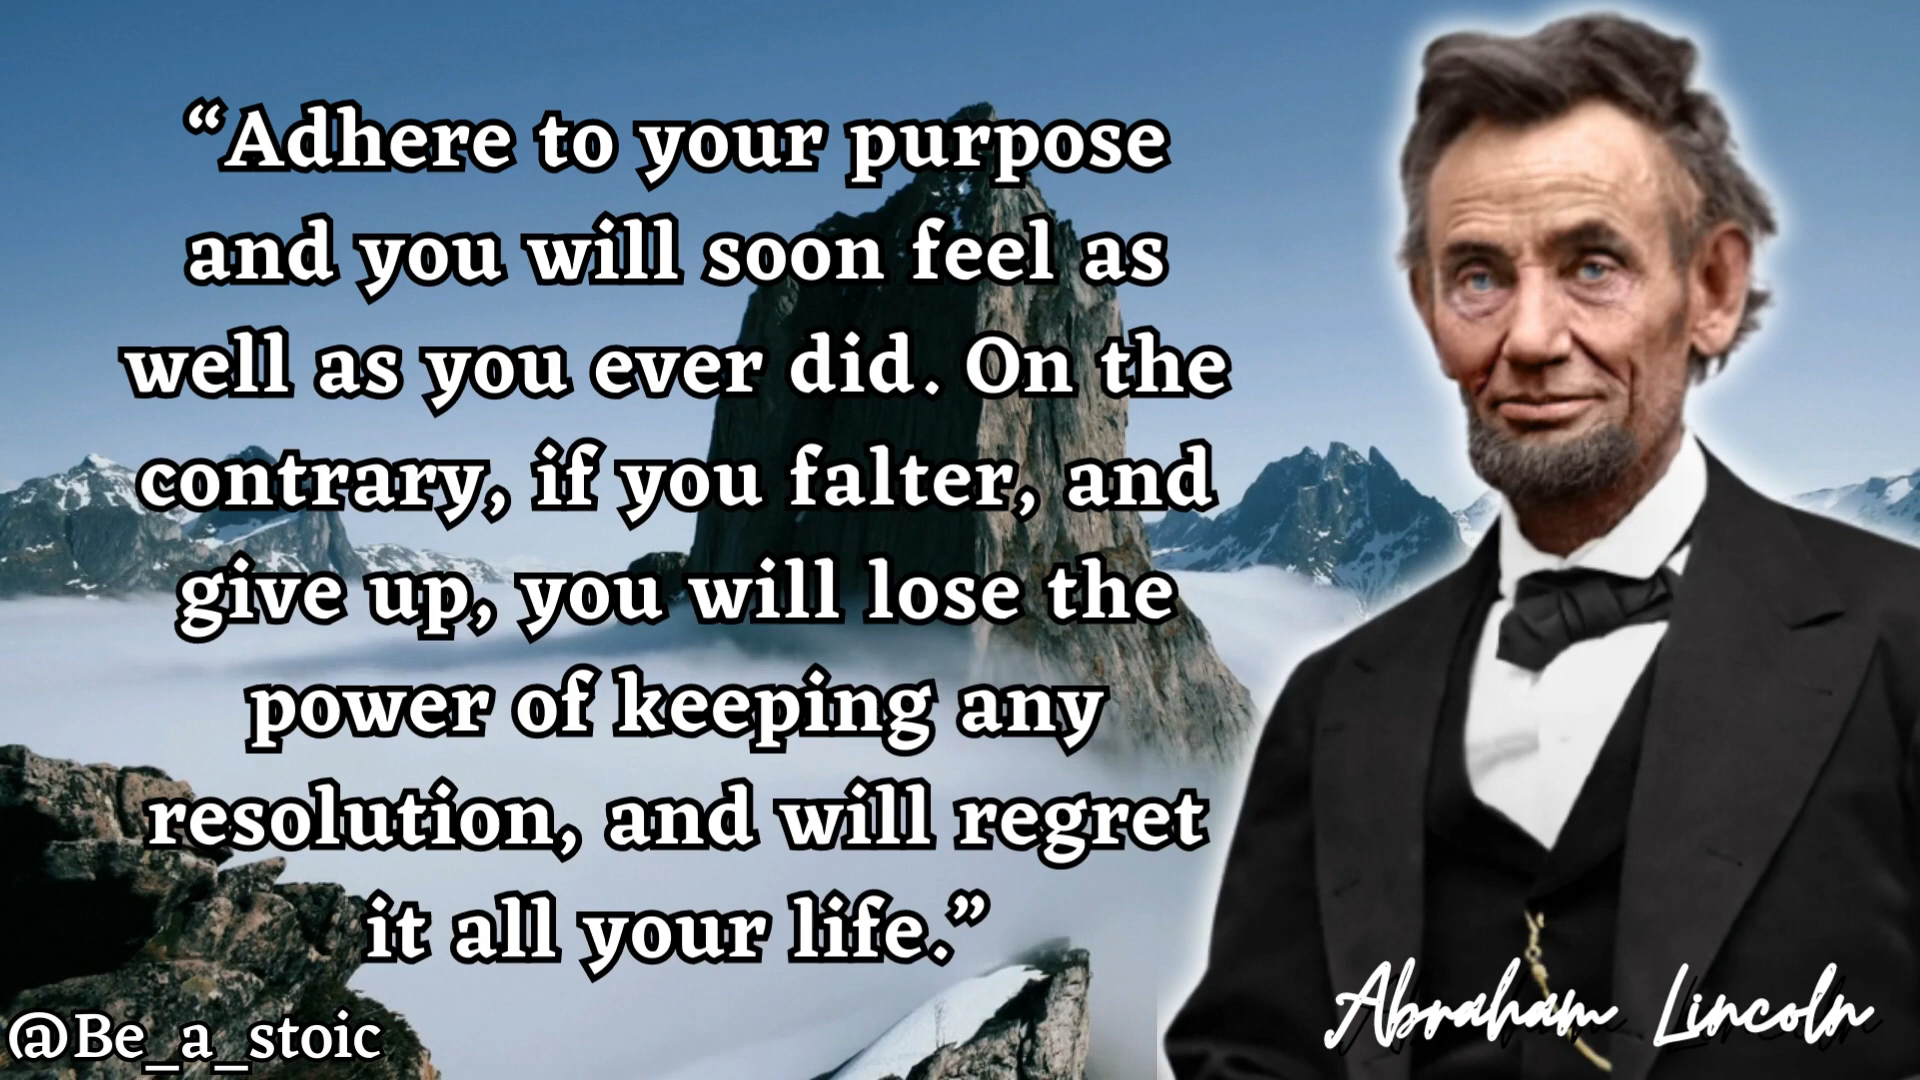 “Adhere to your purpose
and you will soon feel as
well as you ever did. On the
contrary, if you falter, and
give up, you will lose the
power of keeping any
resolution, and will regret
it all your life.”
Abraham Lincoln
@Be_a_stoic